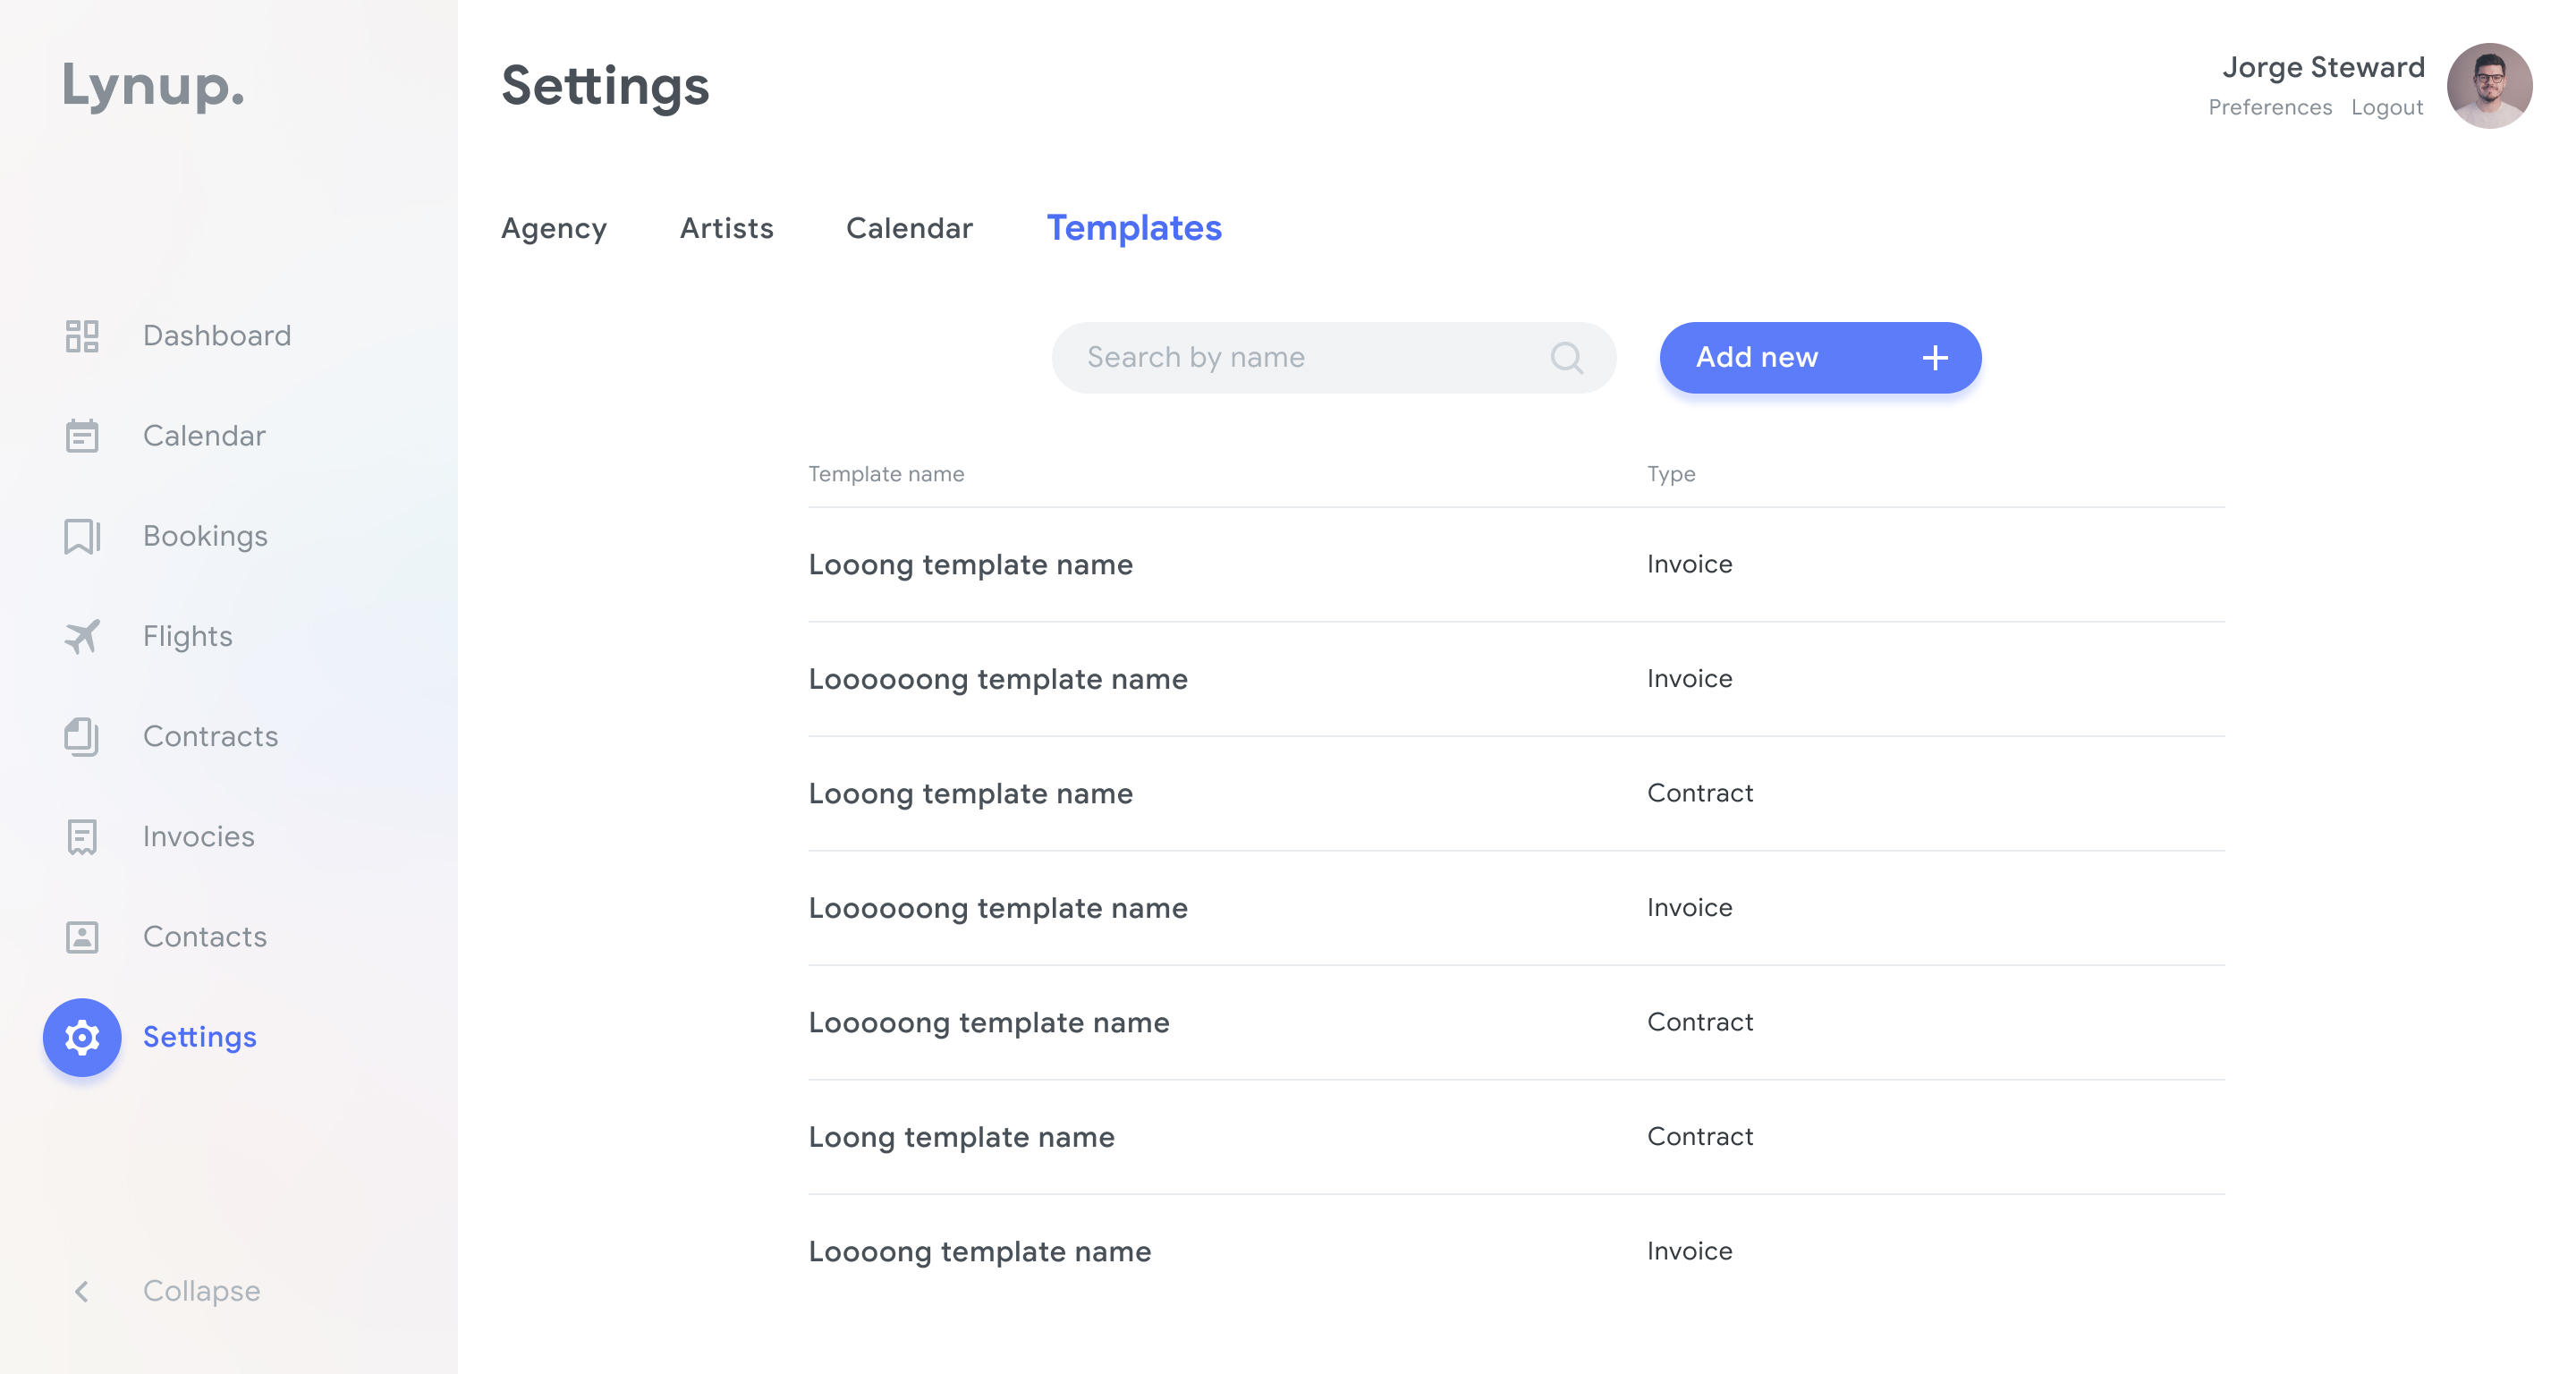 Lynup.
Dashboard
Calendar
Bookings
Flights
Contracts
Invocies
Contacts
Settings
Collapse
Settings
Jorge Steward
Preferences Logout
Agency Artists Calendar Templates
Search by name Add new
Template name Type
Looong template name Invoice
Loooooong template name Invoice
Looong template name Contract
Loooooong template name Invoice
Looooong template name Contract
Loong template name Contract
Loooong template name Invoice